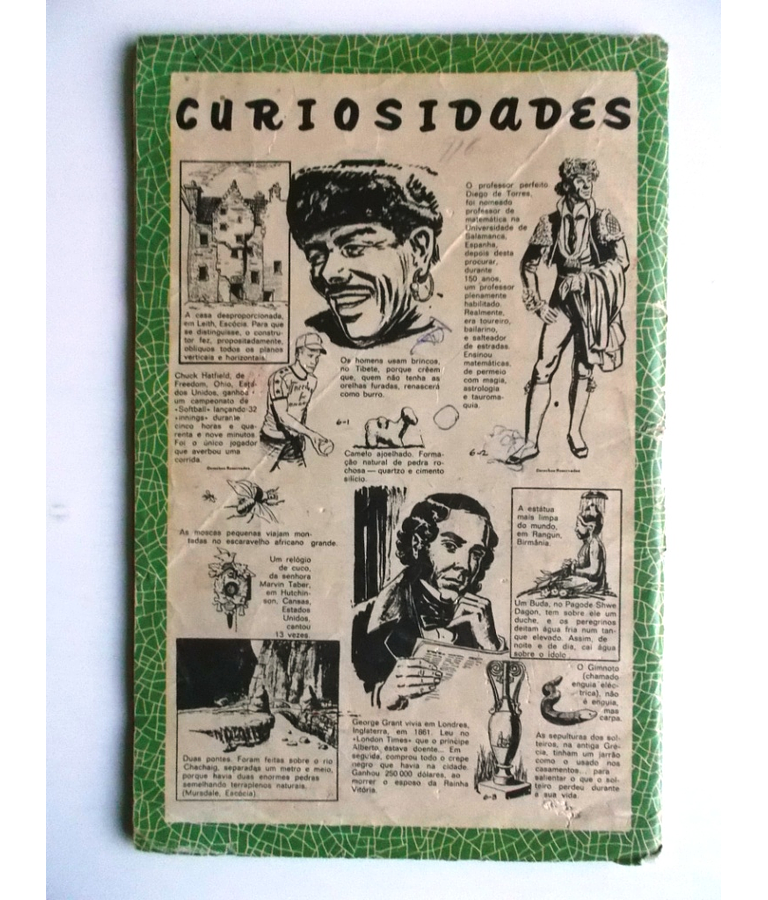 CURIOSIDADES
A casa desproporcionada,
em Leith, Escócia. Para que
se distinguisse, o constru-
tor fez, propositadamente,
oblíquos todos os planos
verticais e horizontais.
Os homens usam brincos,
no Tibete, porque crêem
que, quem não tenha as
orelhas furadas, renascerá
como burro.
O professor perfeito
Diego de Torres,
foi nomeado
professor de
matemática na
Universidade de
Salamanca,
Espanha,
depois desta
procurar,
durante
150 anos,
um professor
plenamente
habilitado.
Realmente,
era toureiro,
bailarino,
e salteador
de estradas.
Ensinou
matemáticas,
de permeio
com magia,
astrologia
e tauroma-
quia.
6-12
Direitos Reservados
Chuck Hatfield, de
Freedom, Ohio, Esta-
dos Unidos, ganhou
um campeonato de
«Softball» lançando 32
«innings» durante
cinco horas e qua-
renta e nove minutos.
Foi o único jogador
que averbou uma
corrida.
Direitos Reservados
6-1
Camelo ajoelhado. Forma-
ção natural de pedra ro-
chosa — quartzo e cimento
silício.
As moscas pequenas viajam mon-
tadas no escaravelho africano grande.
Um relógio
de cuco,
da senhora
Marvin Taber,
em Hutchin-
son, Cansas,
Estados
Unidos,
cantou
13 vezes.
A estátua
mais limpa
do mundo,
em Rangun,
Birmânia.
Um Buda, no Pagode Shwe
Dagon, tem sobre ele um
duche, e os peregrinos
deitam água fria num tan-
que elevado. Assim, de
noite e de dia, cai água
sobre o ídolo.
Duas pontes. Foram feitas sobre o rio
Chachaig, separadas um metro e meio,
porque havia duas enormes pedras
semelhando terraplenos naturais.
(Mursdale, Escócia).
George Grant vivia em Londres,
Inglaterra, em 1861. Leu no
«London Times» que o príncipe
Alberto, estava doente... Em
seguida, comprou todo o crepe
negro que havia na cidade.
Ganhou 250 000 dólares, ao
morrer o esposo da Rainha
Vitória.
6-3
O Gimnoto
(chamado
enguia eléc-
trica), não
é enguia,
mas
carpa.
As sepulturas dos sol-
teiros, na antiga Gré-
cia, tinham um jarrão
como o usado nos
casamentos... para
salientar o que o sol-
teiro perdeu durante
a sua vida.